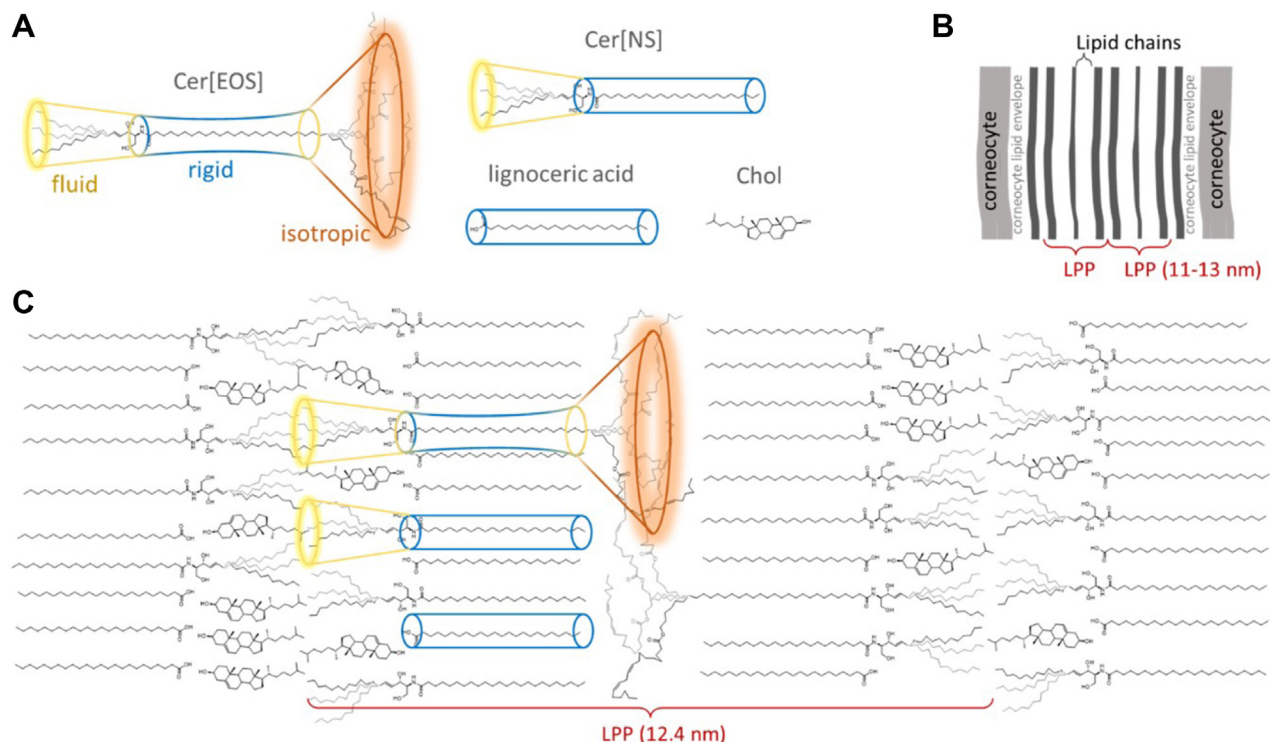 A
Cer[EOS]
fluid
rigid
isotropic
Cer[NS]
lignoceric acid
Chol
B
Lipid chains
corneocyte
corneocyte lipid envelope
corneocyte lipid envelope
corneocyte
LPP
LPP (11-13 nm)
C
LPP (12.4 nm)